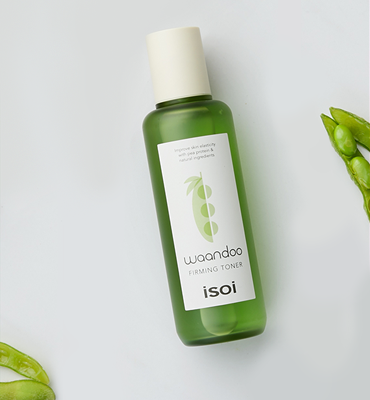 Improve skin elasticity
with pea protein &
natural ingredients.
waandoo
FIRMING TONER
isoi